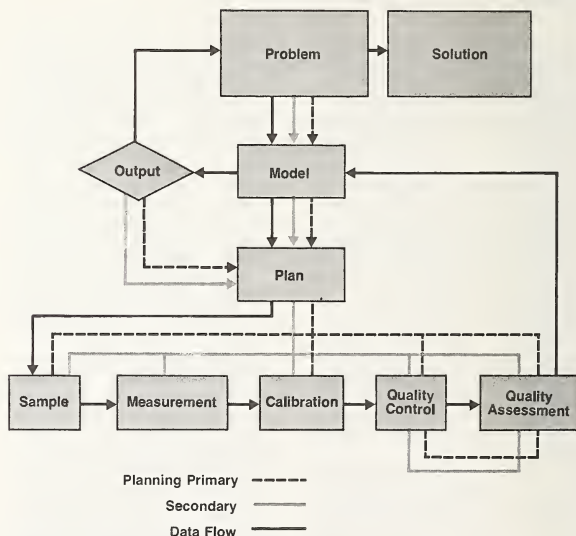 Problem
Solution
Output
Model
Plan
Sample
Measurement
Calibration
Quality
Control
Quality
Assessment
Planning Primary
Secondary
Data Flow